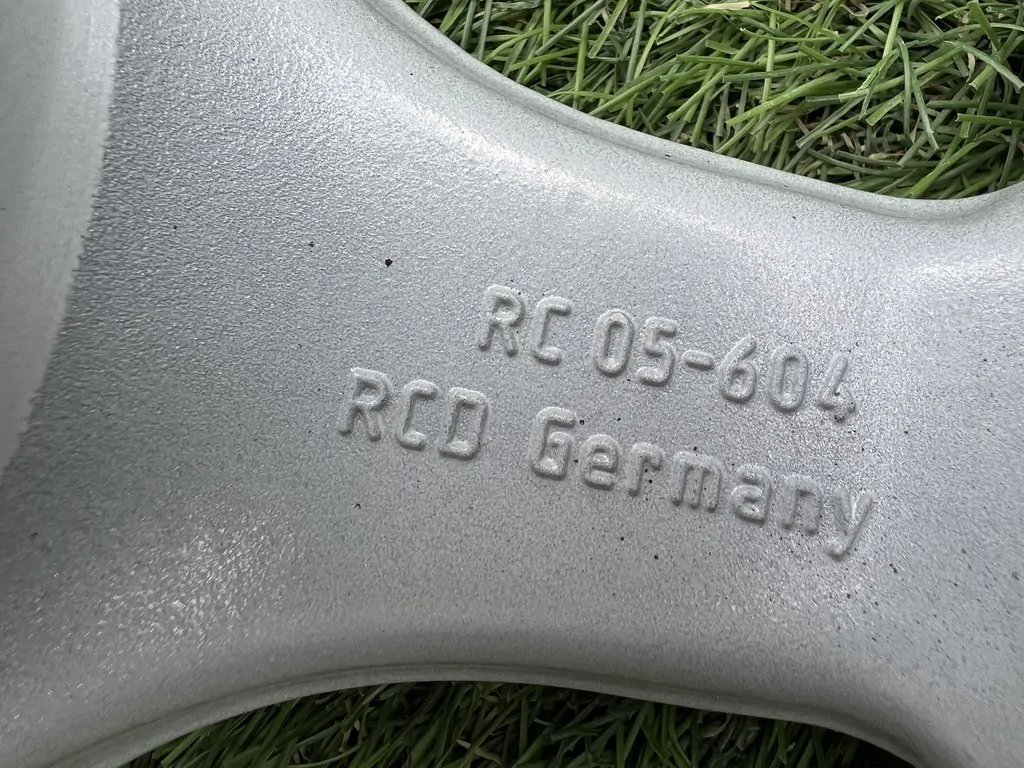 RC 05-604
RCD Germany